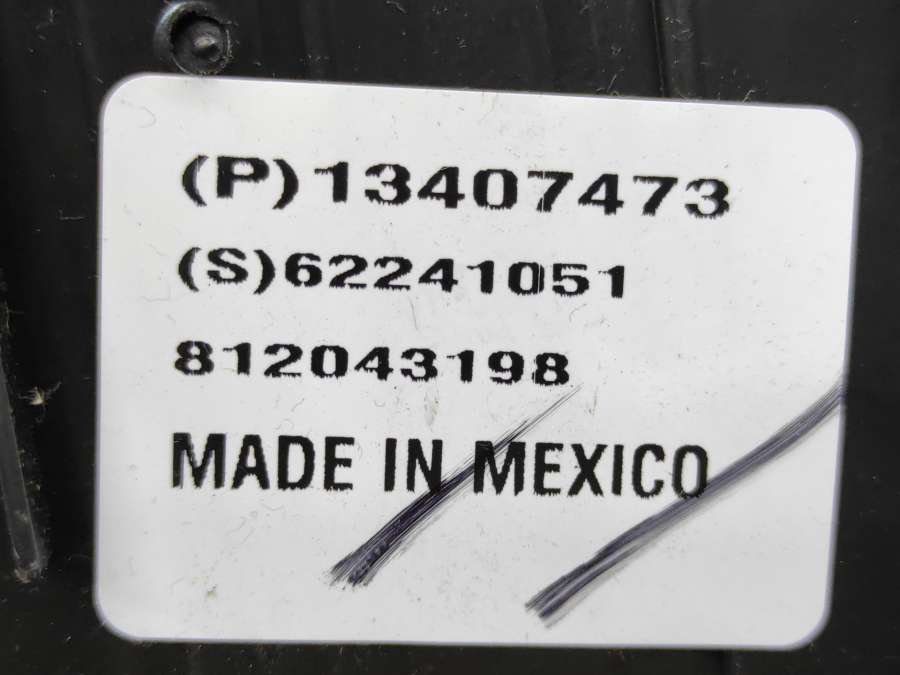 (P)13407473
(S)62241051
812043198
MADE IN MEXICO